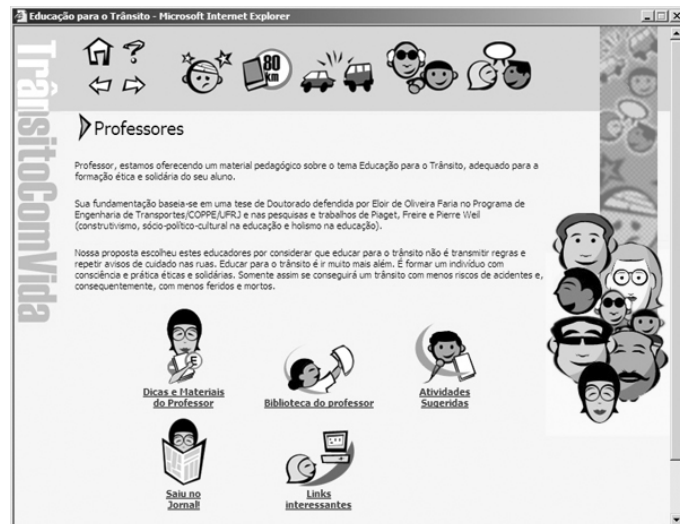 Educação para o Trânsito - Microsoft Internet Explorer
TrânsitoComVida
80
km
Professores
Professor, estamos oferecendo um material pedagógico sobre o tema Educação para o Trânsito, adequado para a
formação ética e solidária do seu aluno.
Sua fundamentação baseia-se em uma tese de Doutorado defendida por Eloir de Oliveira Faria no Programa de
Engenharia de Transportes/COPPE/UFRJ e nas pesquisas e trabalhos de Piaget, Freire e Pierre Weil
(construtivismo, sócio-político-cultural na educação e holismo na educação).
Nossa proposta escolheu estes educadores por considerar que educar para o trânsito não é transmitir regras e
repetir avisos de cuidado nas ruas. Educar para o trânsito é ir muito mais além. É formar um indivíduo com
consciência e prática éticas e solidárias. Somente assim se conseguirá um trânsito com menos riscos de acidentes e,
consequentemente, com menos feridos e mortos.
Dicas e Materiais
do Professor
Biblioteca do professor
Atividades
Sugeridas
Saiu no
Jornal!
Links
interessantes